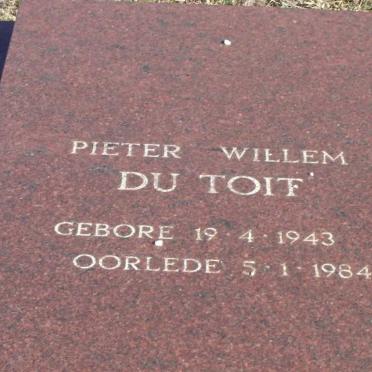 PIETER WILLEM
DU TOIT
GEBORE 19·4·1943
OORLEDE 5·1·1984